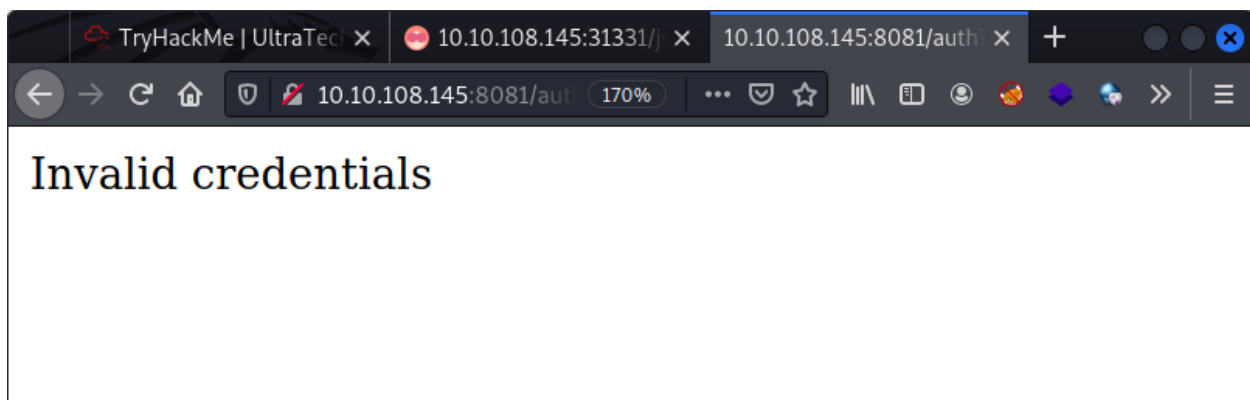 TryHackMe | UltraTecl 10.10.108.145:31331/j 10.10.108.145:8081/auth
10.10.108.145:8081/aut 170%
Invalid credentials